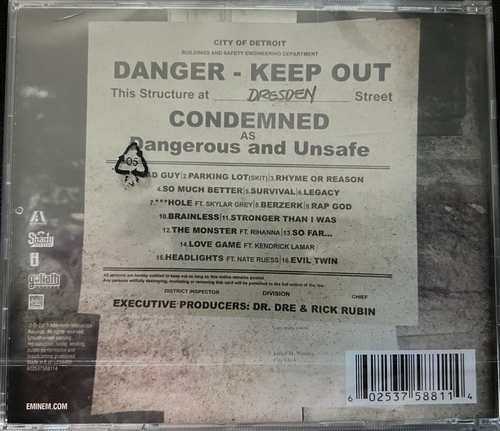 CITY OF DETROIT
BUILDINGS AND SAFETY ENGINEERING DEPARTMENT
DANGER - KEEP OUT
This Structure at DRESDEN Street
CONDEMNED
AS
Dangerous and Unsafe
05
AD GUY|2.PARKING LOT(SKIT)|3.RHYME OR REASON
4.SO MUCH BETTER|5.SURVIVAL|6.LEGACY
7.***HOLE FT. SKYLAR GREY|8.BERZERK|9.RAP GOD
10.BRAINLESS|11.STRONGER THAN I WAS
12.THE MONSTER FT. RIHANNA|13.SO FAR...
14.LOVE GAME FT. KENDRICK LAMAR
15.HEADLIGHTS FT. NATE RUESS|16.EVIL TWIN
DISTRICT INSPECTOR DIVISION CHIEF
EXECUTIVE PRODUCERS: DR. DRE & RICK RUBIN
Shady
goliath
EMINEM.COM
6 02537 58811 4